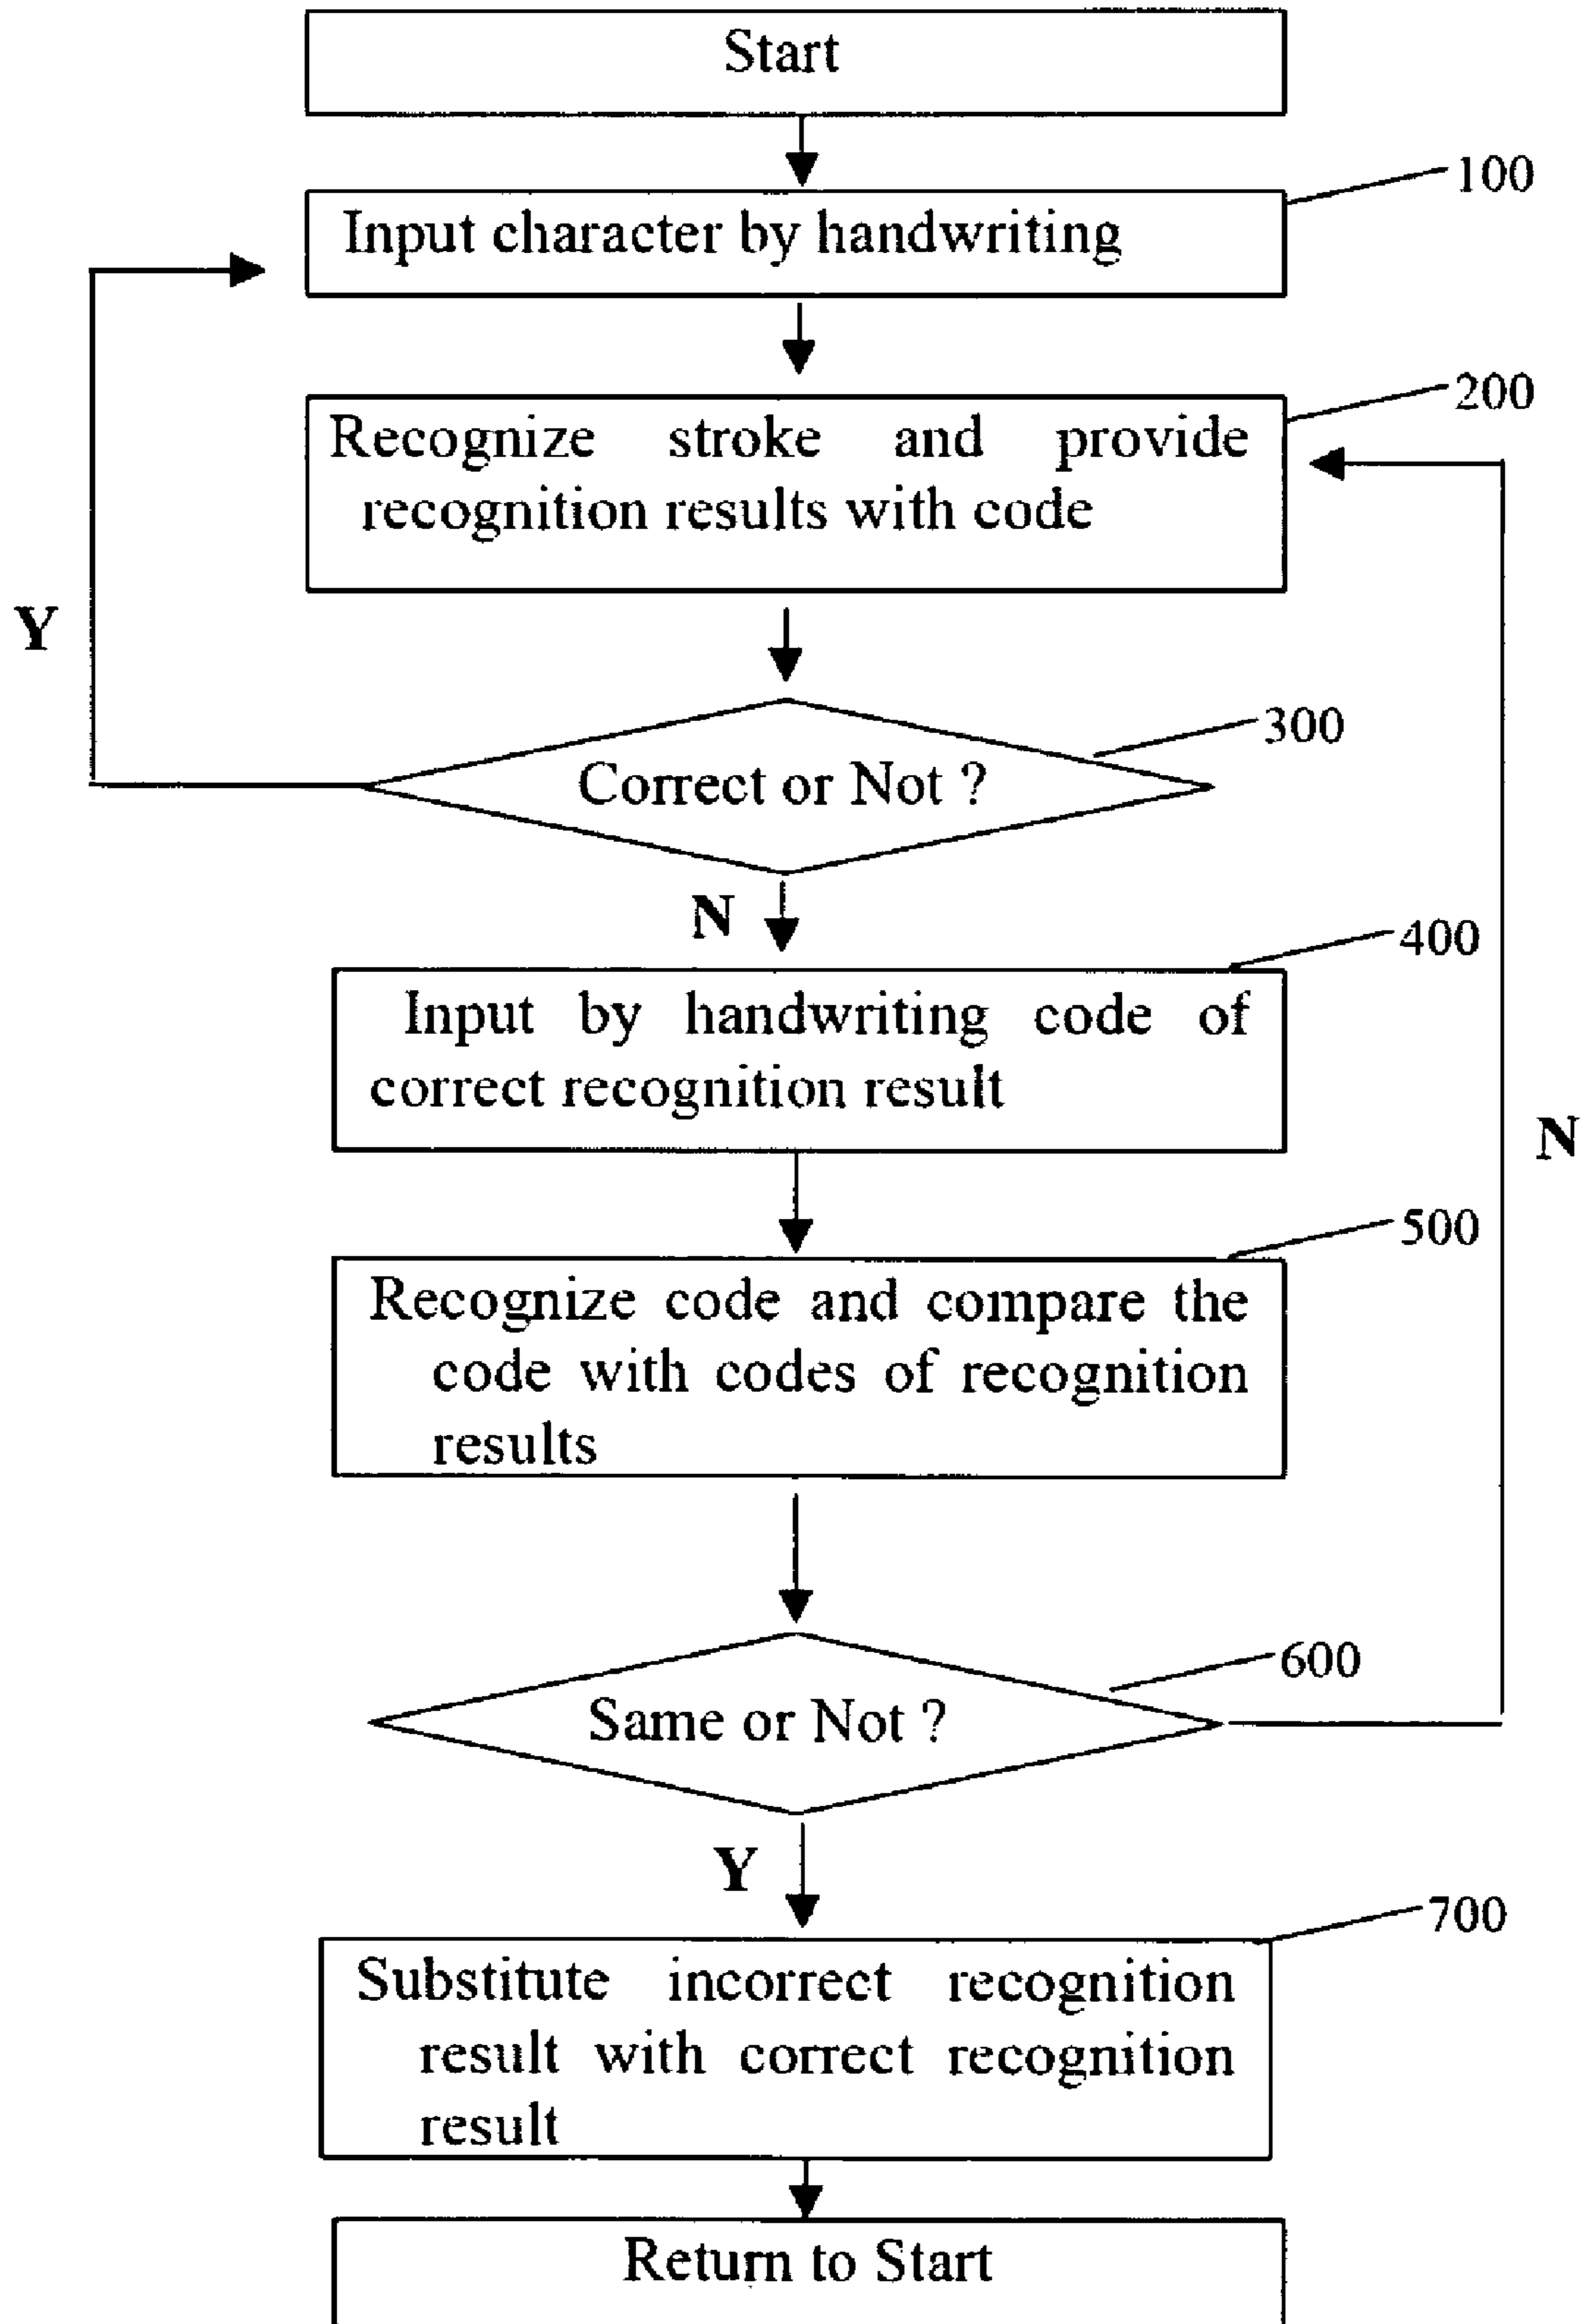 Start
100
Input character by handwriting
200
Recognize stroke and provide
recognition results with code
Y
300
Correct or Not ?
N
400
Input by handwriting code of
correct recognition result
N
500
Recognize code and compare the
code with codes of recognition
results
600
Same or Not ?
Y
700
Substitute incorrect recognition
result with correct recognition
result
Return to Start